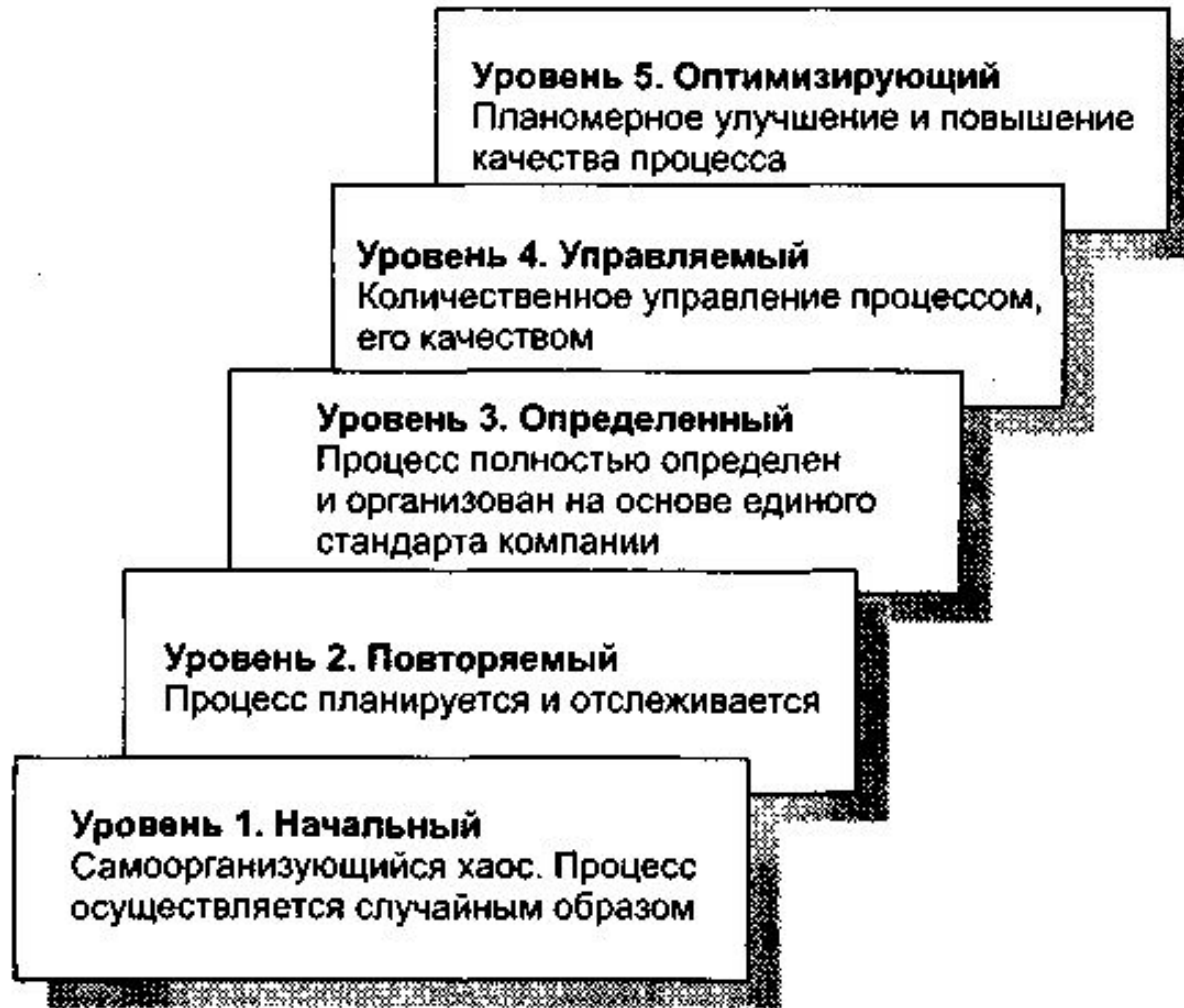 Уровень 5. Оптимизирующий
Планомерное улучшение и повышение
качества процесса
Уровень 4. Управляемый
Количественное управление процессом,
его качеством
Уровень 3. Определенный
Процесс полностью определен
и организован на основе единого
стандарта компании
Уровень 2. Повторяемый
Процесс планируется и отслеживается
Уровень 1. Начальный
Самоорганизующийся хаос. Процесс
осуществляется случайным образом